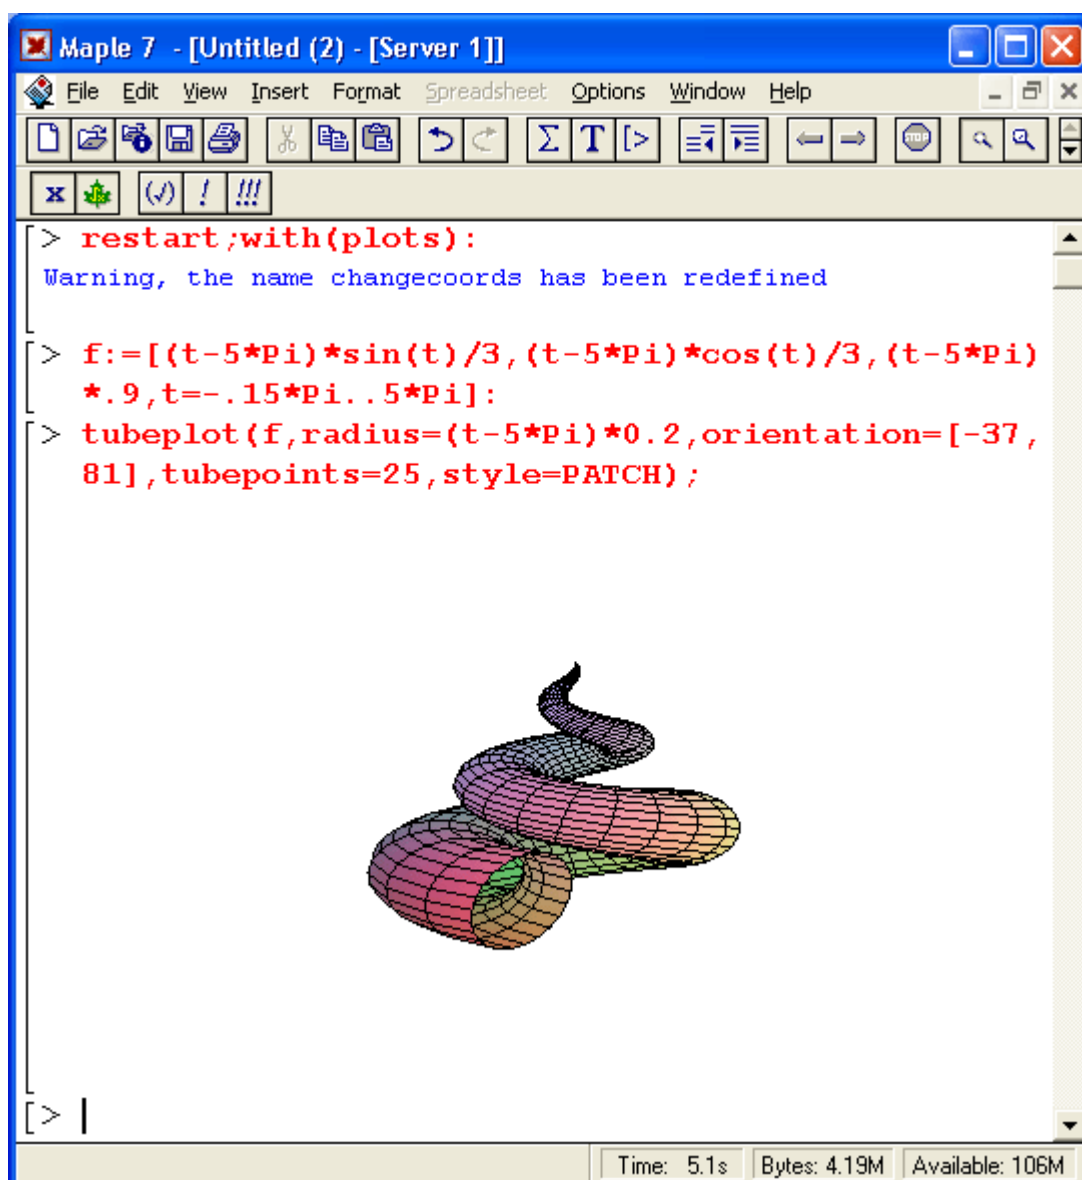 Maple 7 - [Untitled (2) - [Server 1]]
File Edit View Insert Format Spreadsheet Options Window Help
Σ T [>
x (√) ! !!!
[> restart;with(plots):
Warning, the name changecoords has been redefined
[> f:=[(t-5*Pi)*sin(t)/3,(t-5*Pi)*cos(t)/3,(t-5*Pi)
*.9,t=-.15*Pi..5*Pi]:
[> tubeplot(f,radius=(t-5*Pi)*0.2,orientation=[-37,
81],tubepoints=25,style=PATCH);
[>
Time: 5.1s Bytes: 4.19M Available: 106M